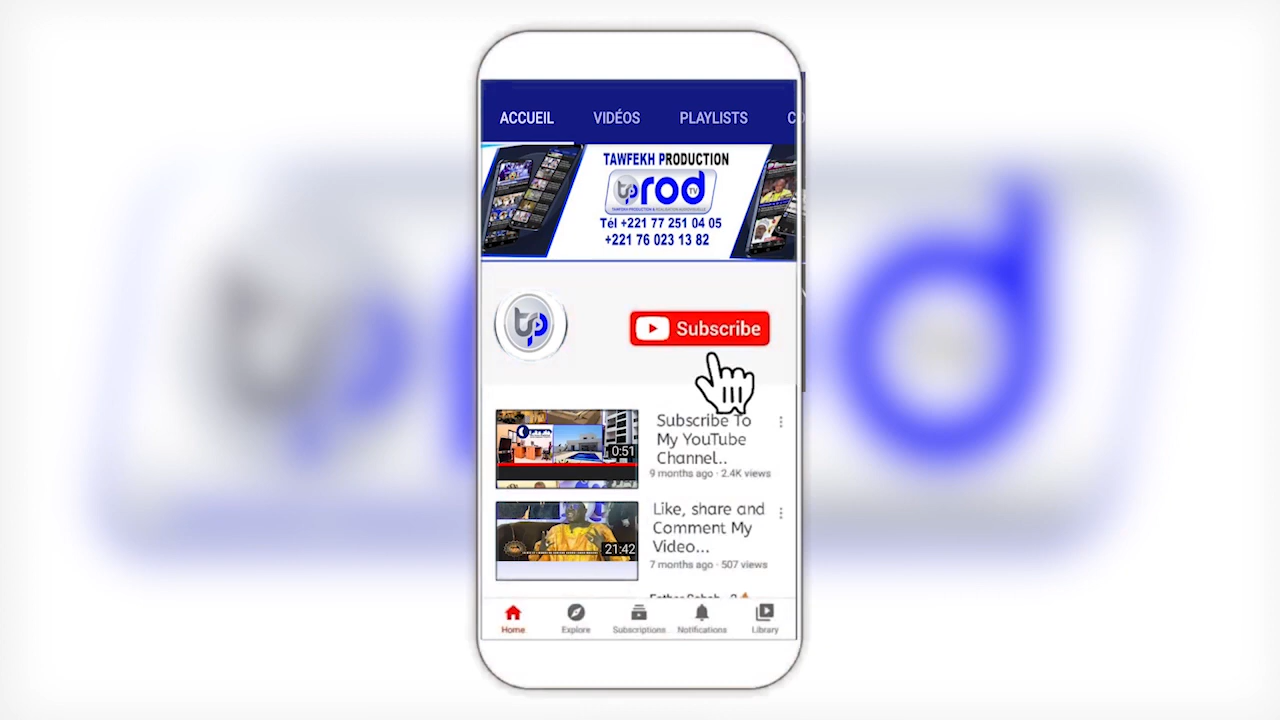 ACCUEIL VIDÉOS PLAYLISTS
TAWFEKH PRODUCTION
tprod TV
Tél +221 77 251 04 05
+221 76 023 13 82
tp
Subscribe
0:51
Subscribe To
My YouTube
Channel..
9 months ago · 2.4K views
21:42
Like, share and
Comment My
Video...
7 months ago · 507 views
Home Explore Subscriptions Notifications Library